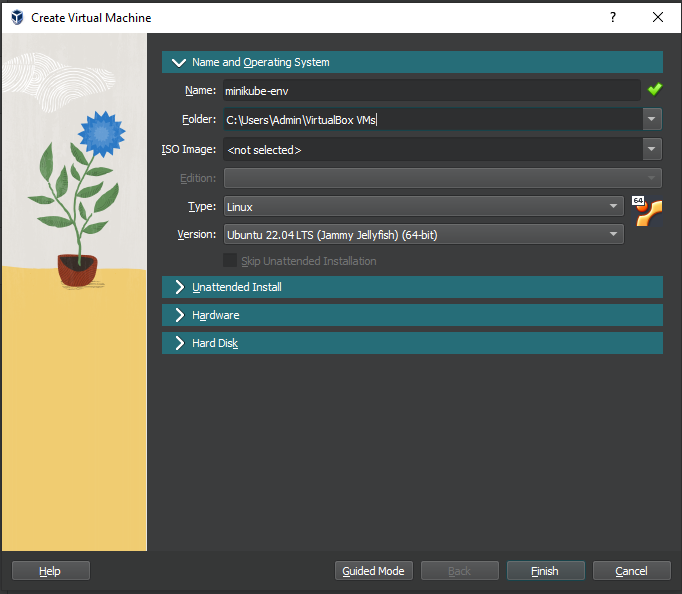 Create Virtual Machine
?
Name and Operating System
Name: minikube-env
Folder: C:\Users\Admin\VirtualBox VMs
ISO Image: <not selected>
Edition:
Type: Linux
64
Version: Ubuntu 22.04 LTS (Jammy Jellyfish) (64-bit)
Skip Unattended Installation
Unattended Install
Hardware
Hard Disk
Help Guided Mode Back Finish Cancel